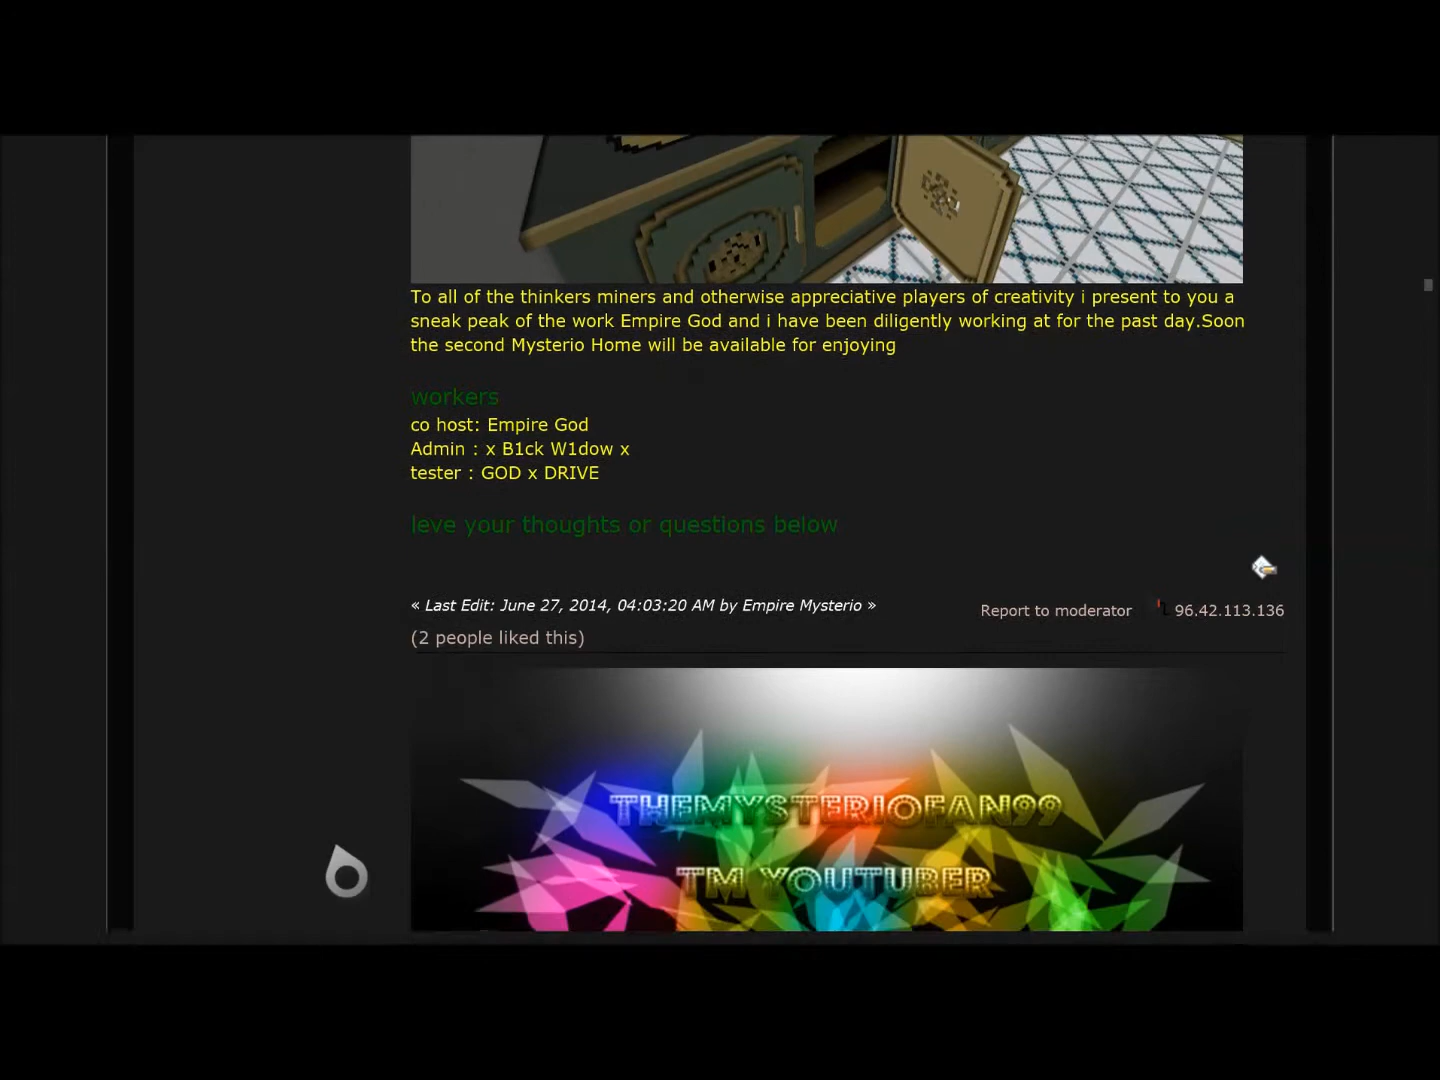 To all of the thinkers miners and otherwise appreciative players of creativity i present to you a
sneak peak of the work Empire God and i have been diligently working at for the past day.Soon
the second Mysterio Home will be available for enjoying
workers
co host: Empire God
Admin : x B1ck W1dow x
tester : GOD x DRIVE
leve your thoughts or questions below
« Last Edit: June 27, 2014, 04:03:20 AM by Empire Mysterio »
Report to moderator 96.42.113.136
(2 people liked this)
THEMYSTERIOFAN99
TM YOUTUBER